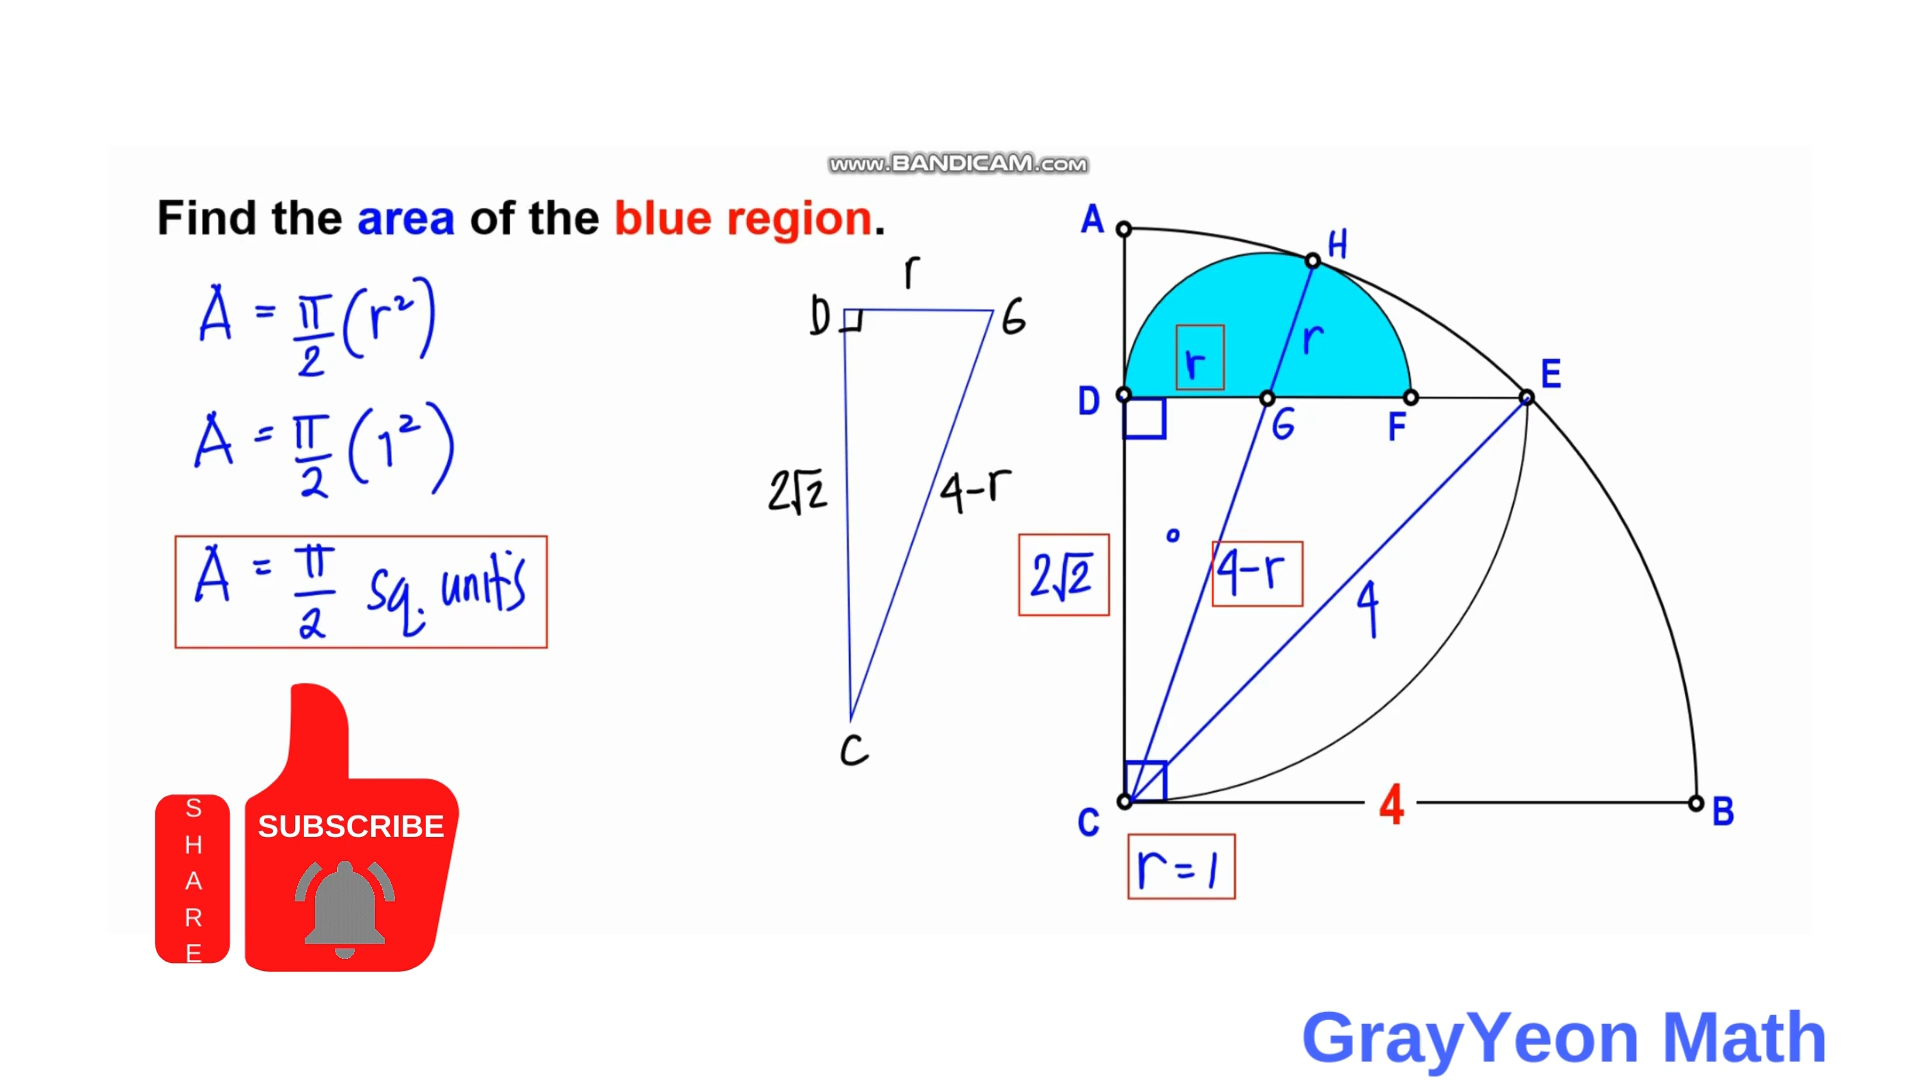 www.BANDICAM.com
Find the area of the blue region.
A = π/2 (r²)
A = π/2 (1²)
A = π/2 sq. units
r
D
G
2√2
4-r
C
A
H
r
r
D
G
F
E
2√2
4-r
4
C
4
B
r = 1
SHARE
SUBSCRIBE
GrayYeon Math